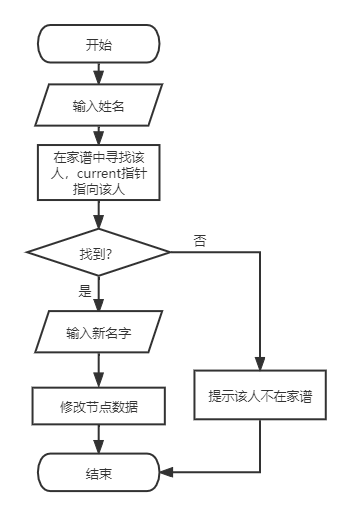 开始
输入姓名
在家谱中寻找该
人，current指针
指向该人
找到？
否
是
输入新名字
修改节点数据
提示该人不在家谱
结束